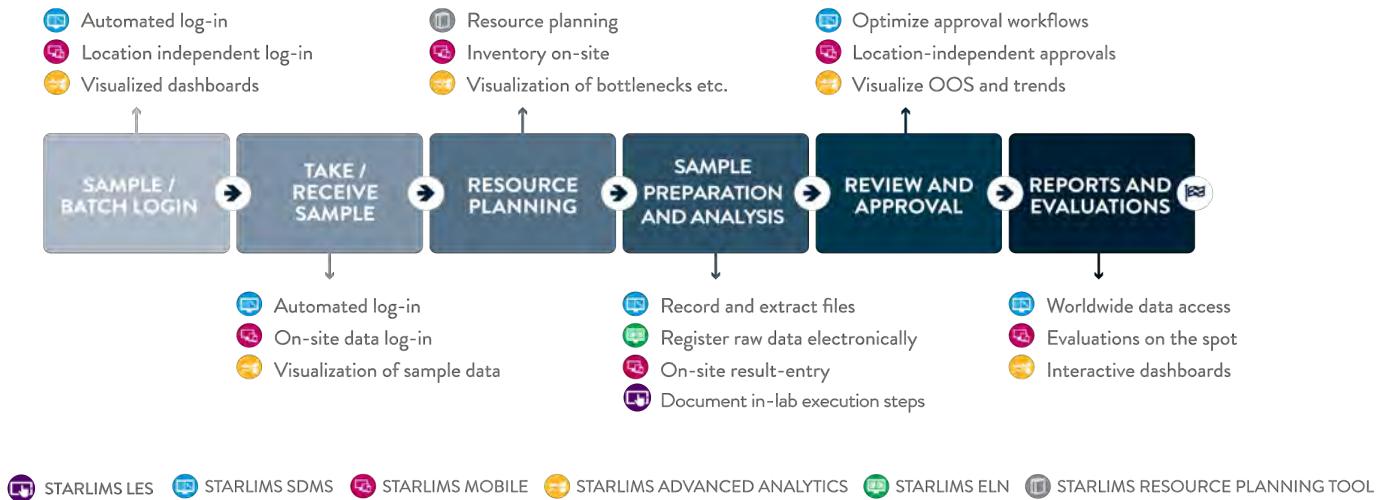 Automated log-in
Location independent log-in
Visualized dashboards
Resource planning
Inventory on-site
Visualization of bottlenecks etc.
Optimize approval workflows
Location-independent approvals
Visualize OOS and trends
SAMPLE /
BATCH LOGIN
TAKE /
RECEIVE
SAMPLE
RESOURCE
PLANNING
SAMPLE
PREPARATION
AND ANALYSIS
REVIEW AND
APPROVAL
REPORTS AND
EVALUATIONS
Automated log-in
On-site data log-in
Visualization of sample data
Record and extract files
Register raw data electronically
On-site result-entry
Document in-lab execution steps
Worldwide data access
Evaluations on the spot
Interactive dashboards
STARLIMS LES
STARLIMS SDMS
STARLIMS MOBILE
STARLIMS ADVANCED ANALYTICS
STARLIMS ELN
STARLIMS RESOURCE PLANNING TOOL